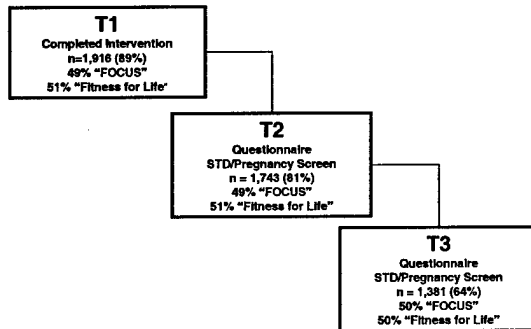 T1
Completed Intervention
n=1,916 (89%)
49% "FOCUS"
51% "Fitness for Life"
T2
Questionnaire
STD/Pregnancy Screen
n = 1,743 (81%)
49% "FOCUS"
51% "Fitness for Life"
T3
Questionnaire
STD/Pregnancy Screen
n = 1,381 (64%)
50% "FOCUS"
50% "Fitness for Life"